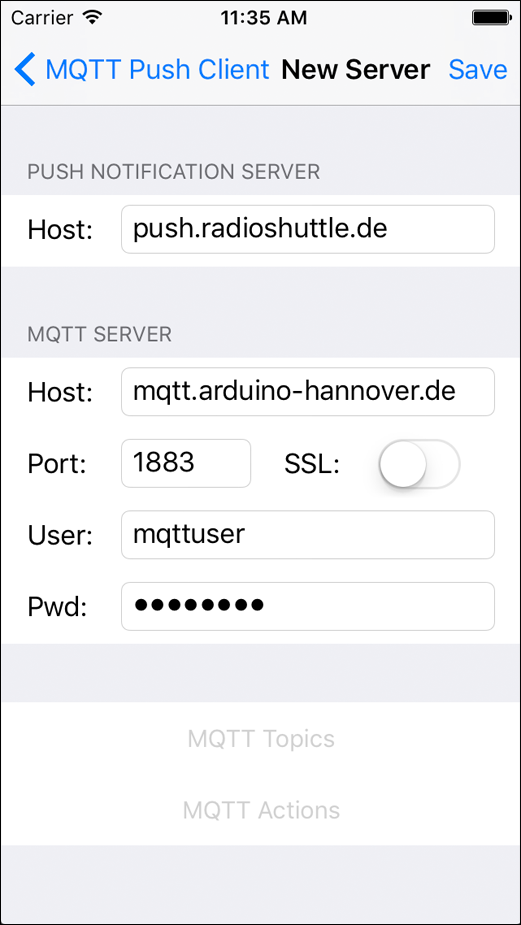 Carrier 11:35 AM
MQTT Push Client New Server Save
PUSH NOTIFICATION SERVER
Host: push.radioshuttle.de
MQTT SERVER
Host: mqtt.arduino-hannover.de
Port: 1883 SSL:
User: mqttuser
Pwd: ●●●●●●●●
MQTT Topics
MQTT Actions